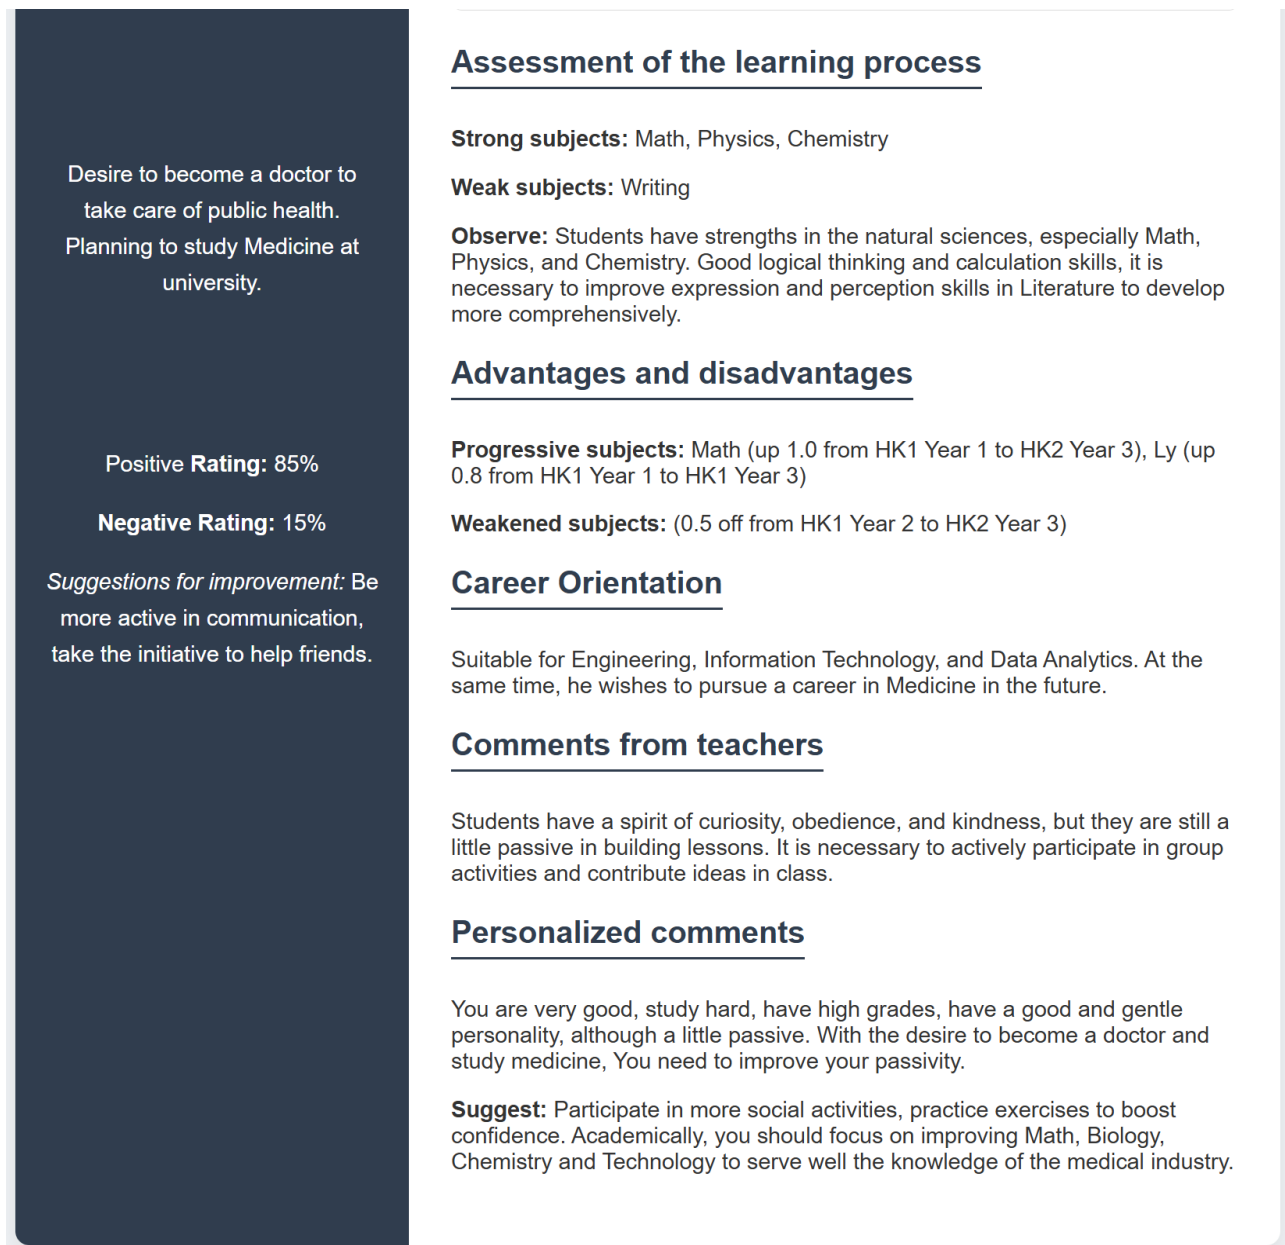 Desire to become a doctor to
take care of public health.
Planning to study Medicine at
university.
Positive Rating: 85%
Negative Rating: 15%
Suggestions for improvement: Be
more active in communication,
take the initiative to help friends.
Assessment of the learning process
Strong subjects: Math, Physics, Chemistry
Weak subjects: Writing
Observe: Students have strengths in the natural sciences, especially Math,
Physics, and Chemistry. Good logical thinking and calculation skills, it is
necessary to improve expression and perception skills in Literature to develop
more comprehensively.
Advantages and disadvantages
Progressive subjects: Math (up 1.0 from HK1 Year 1 to HK2 Year 3), Ly (up
0.8 from HK1 Year 1 to HK1 Year 3)
Weakened subjects: (0.5 off from HK1 Year 2 to HK2 Year 3)
Career Orientation
Suitable for Engineering, Information Technology, and Data Analytics. At the
same time, he wishes to pursue a career in Medicine in the future.
Comments from teachers
Students have a spirit of curiosity, obedience, and kindness, but they are still a
little passive in building lessons. It is necessary to actively participate in group
activities and contribute ideas in class.
Personalized comments
You are very good, study hard, have high grades, have a good and gentle
personality, although a little passive. With the desire to become a doctor and
study medicine, You need to improve your passivity.
Suggest: Participate in more social activities, practice exercises to boost
confidence. Academically, you should focus on improving Math, Biology,
Chemistry and Technology to serve well the knowledge of the medical industry.